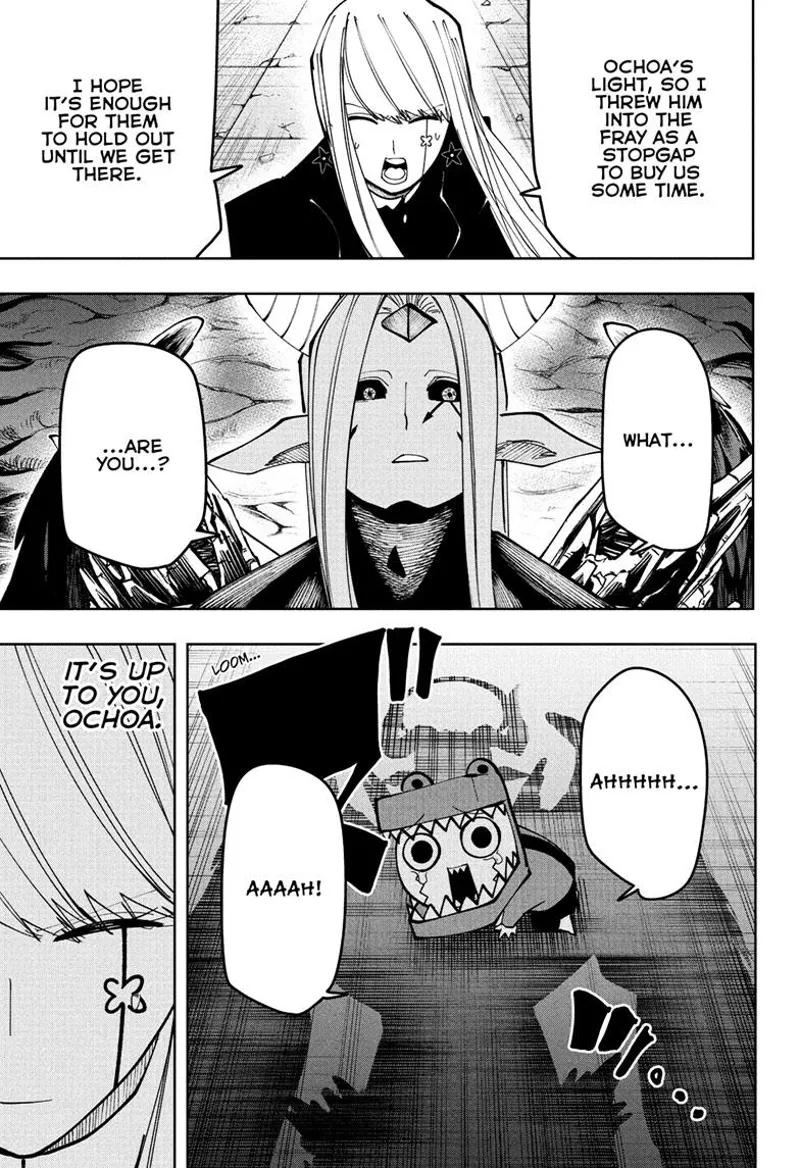 OCHOA'S
LIGHT, SO I
THREW HIM
INTO THE
FRAY AS A
STOPGAP
TO BUY US
SOME TIME.
I HOPE
IT'S ENOUGH
FOR THEM
TO HOLD OUT
UNTIL WE GET
THERE.
WHAT...
...ARE
YOU...?
AHHHHH...
LOOM...
AAAAH!
IT'S UP
TO YOU,
OCHOA.